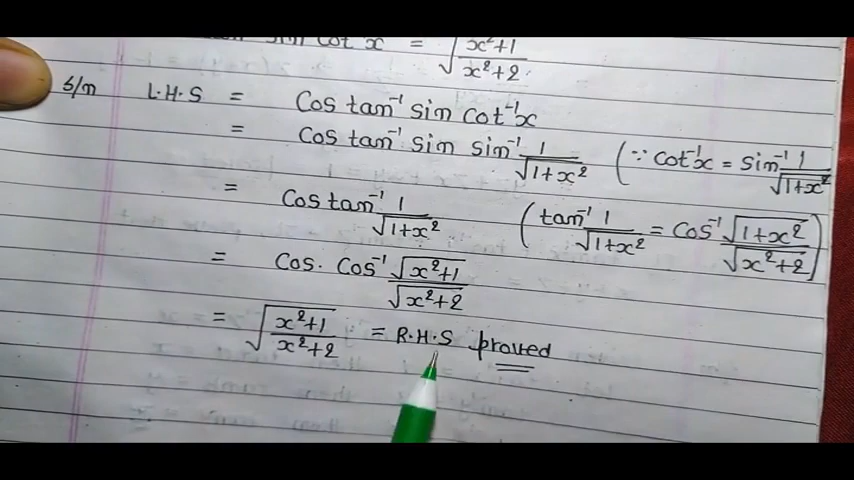 cot x = √(x²+1)/(x²+2).
S/n L.H.S = Cos tan⁻¹ sin cot⁻¹x
= Cos tan⁻¹ sin sin⁻¹ 1/√(1+x²) (∵ cot⁻¹x = sin⁻¹ 1/√(1+x²)
= Cos tan⁻¹ 1/√(1+x²) (tan⁻¹ 1/√(1+x²) = Cos⁻¹ √(1+x²)/√(x²+2))
= Cos. Cos⁻¹ √(x²+1)/√(x²+2)
= √((x²+1)/(x²+2)) = R.H.S proved